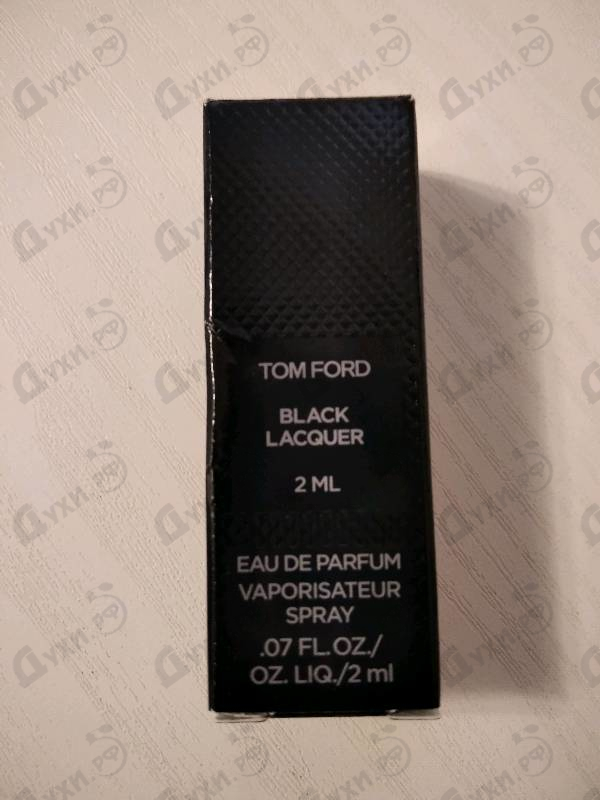 TOM FORD
BLACK
LACQUER
2 ML
EAU DE PARFUM
VAPORISATEUR
SPRAY
.07 FL.OZ./
OZ. LIQ./2 ml
Духи.РФ